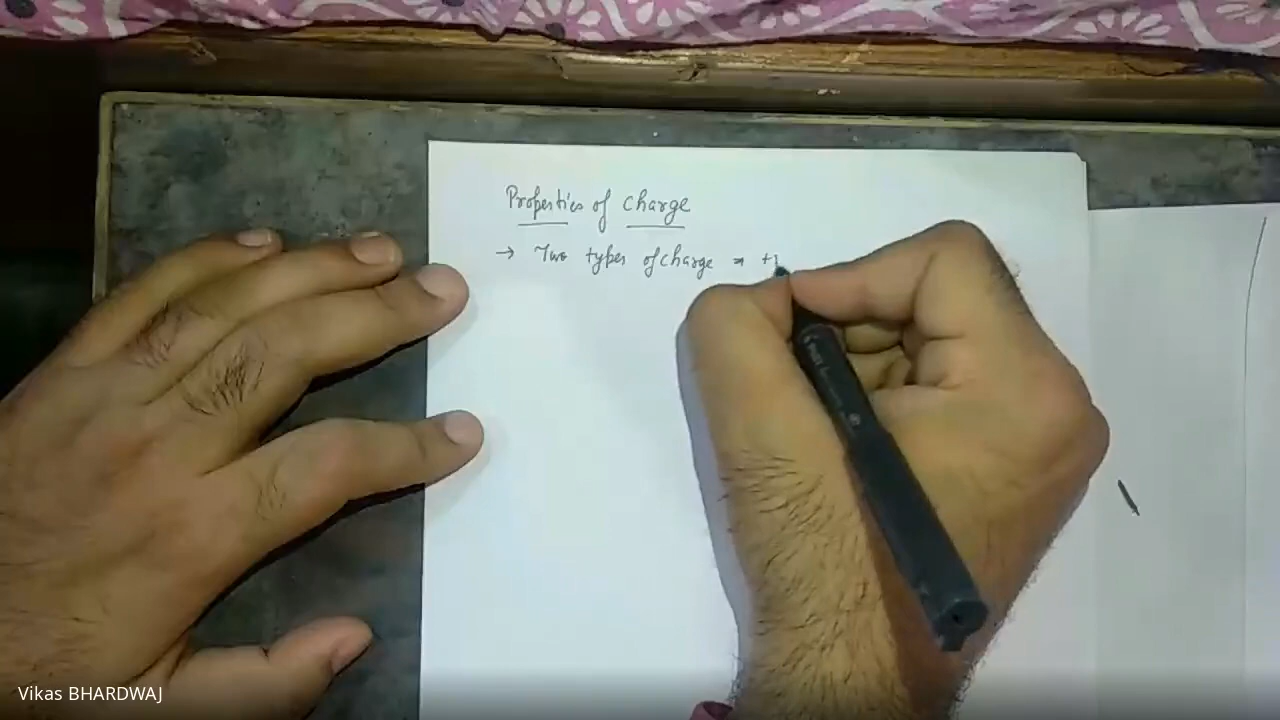 Properties of charge
→ Two types of charge → +
Vikas BHARDWAJ